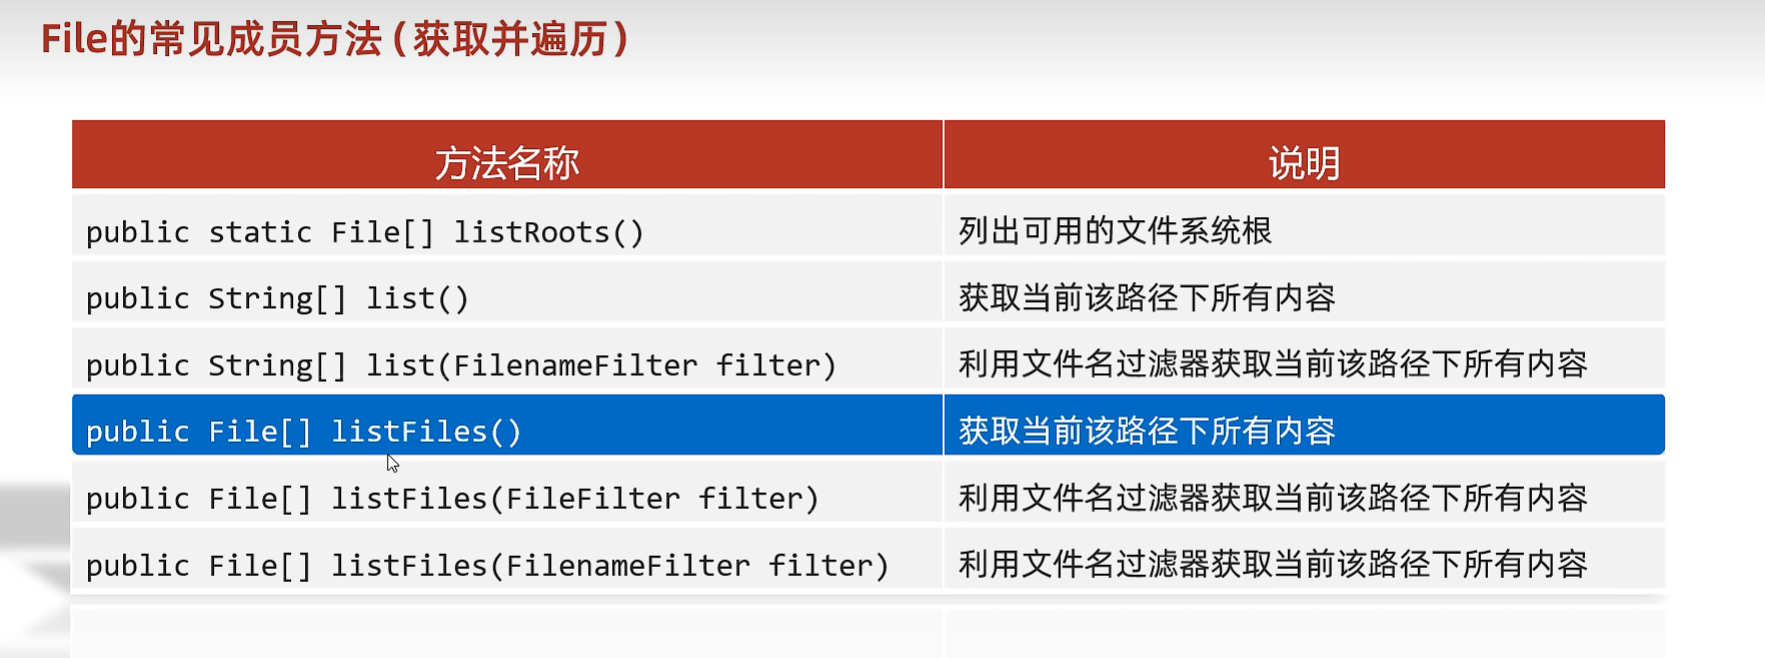 File的常见成员方法(获取并遍历)
方法名称 说明
public static File[] listRoots() 列出可用的文件系统根
public String[] list() 获取当前该路径下所有内容
public String[] list(FilenameFilter filter) 利用文件名过滤器获取当前该路径下所有内容
public File[] listFiles() 获取当前该路径下所有内容
public File[] listFiles(FileFilter filter) 利用文件名过滤器获取当前该路径下所有内容
public File[] listFiles(FilenameFilter filter) 利用文件名过滤器获取当前该路径下所有内容